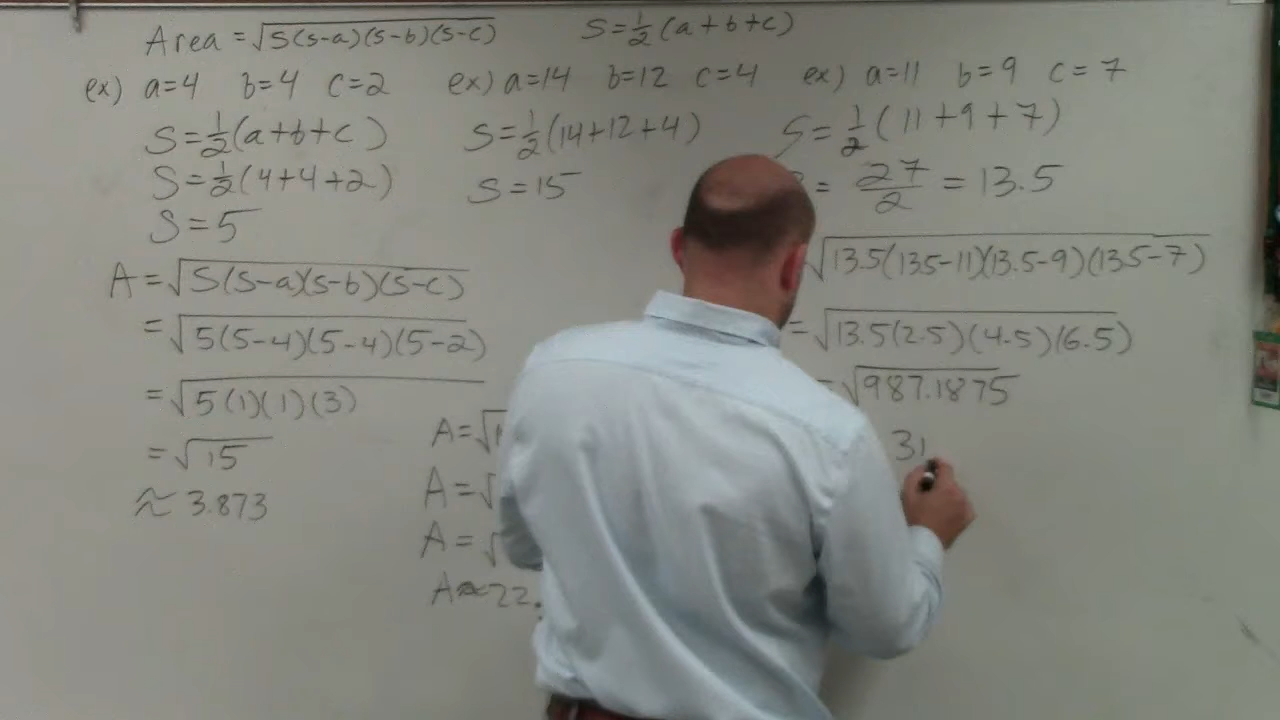 Area = √S(s-a)(s-b)(s-c) S=½(a+b+c)
ex) a=4 b=4 c=2
S=½(a+b+c)
S=½(4+4+2)
S=5
A=√S(s-a)(s-b)(s-c)
=√5(5-4)(5-4)(5-2)
=√5(1)(1)(3)
=√15
≈ 3.873
ex) a=14 b=12 c=4
S=½(14+12+4)
S=15
A=√
A=√
A=√
A≈22.
ex) a=11 b=9 c=7
S=½(11+9+7)
= 27/2 = 13.5
√13.5(13.5-11)(13.5-9)(13.5-7)
=√13.5(2.5)(4.5)(6.5)
=√987.1875
31